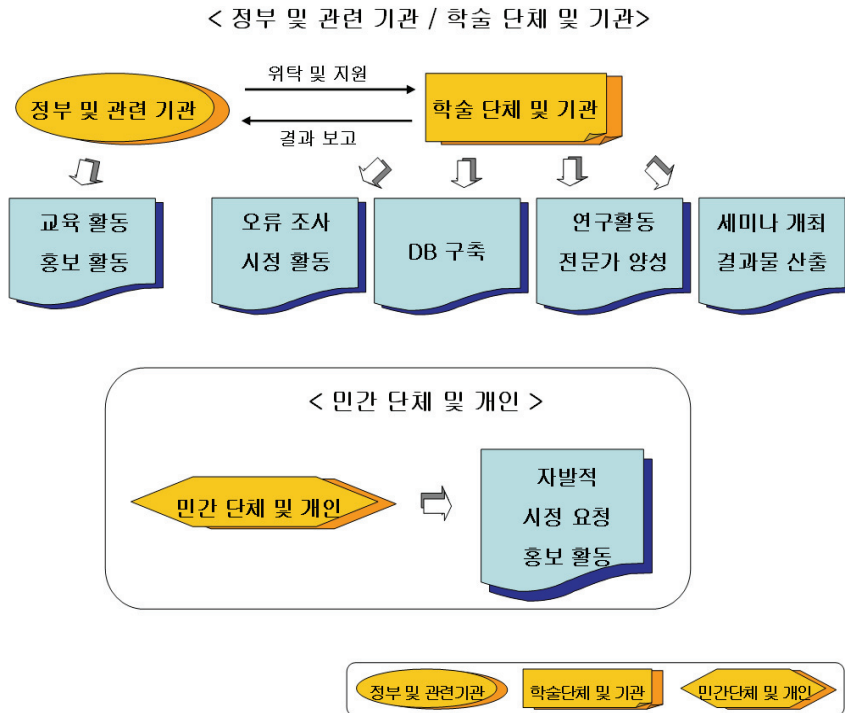 < 정부 및 관련 기관 / 학술 단체 및 기관>
위탁 및 지원
정부 및 관련 기관
학술 단체 및 기관
결과 보고
교육 활동
홍보 활동
오류 조사
시정 활동
DB 구축
연구활동
전문가 양성
세미나 개최
결과물 산출
< 민간 단체 및 개인 >
민간 단체 및 개인
자발적
시정 요청
홍보 활동
정부 및 관련기관
학술단체 및 기관
민간단체 및 개인